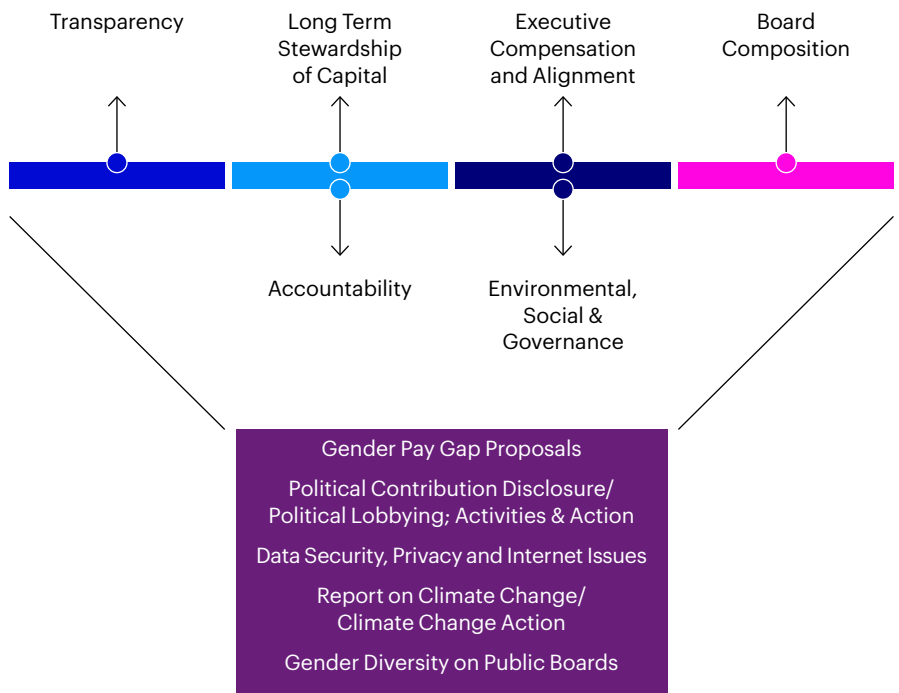 Transparency
Long Term
Stewardship
of Capital
Executive
Compensation
and Alignment
Board
Composition
Accountability
Environmental,
Social &
Governance
Gender Pay Gap Proposals
Political Contribution Disclosure/
Political Lobbying; Activities & Action
Data Security, Privacy and Internet Issues
Report on Climate Change/
Climate Change Action
Gender Diversity on Public Boards